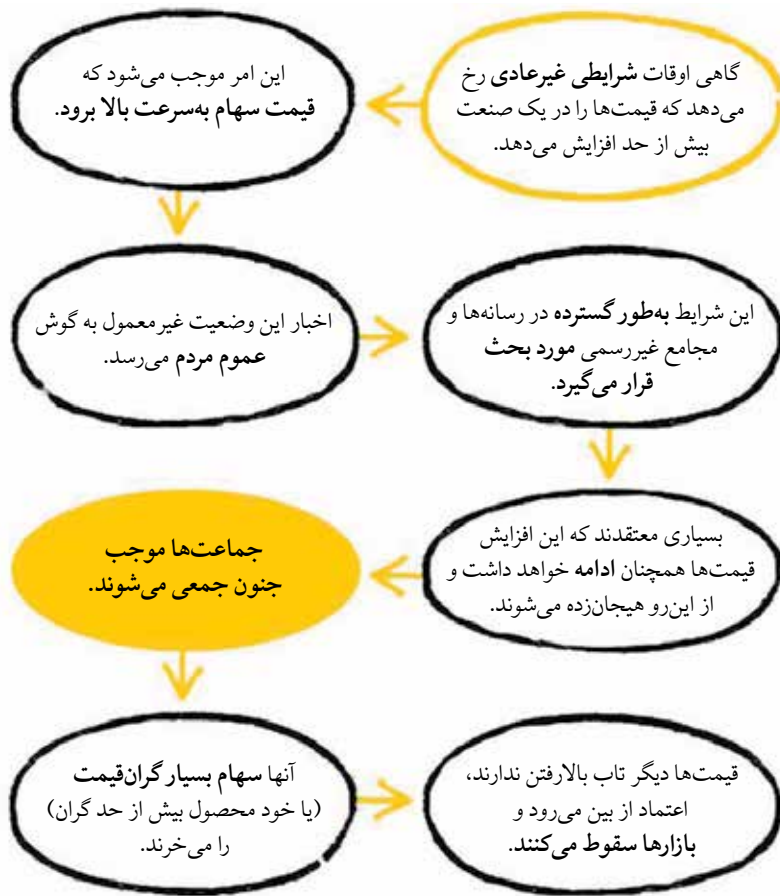 گاهی اوقات شرایطی غیرعادی رخ
می‌دهد که قیمت‌ها را در یک صنعت
بیش از حد افزایش می‌دهد.
این امر موجب می‌شود که
قیمت سهام به‌سرعت بالا برود.
اخبار این وضعیت غیرمعمول به گوش
عموم مردم می‌رسد.
این شرایط به‌طور گسترده در رسانه‌ها و
مجامع غیررسمی مورد بحث
قرار می‌گیرد.
بسیاری معتقدند که این افزایش
قیمت‌ها همچنان ادامه خواهد داشت و
از این‌رو هیجان‌زده می‌شوند.
جماعت‌ها موجب
جنون جمعی می‌شوند.
آنها سهام بسیار گران‌قیمت
(یا خود محصول بیش از حد گران)
را می‌خرند.
قیمت‌ها دیگر تاب بالارفتن ندارند،
اعتماد از بین می‌رود و
بازارها سقوط می‌کنند.